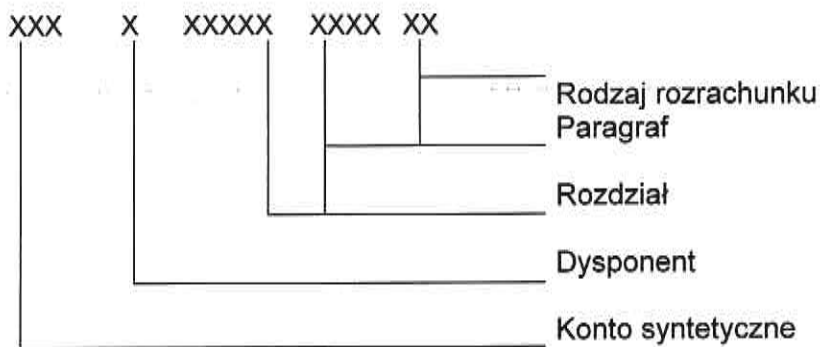 XXX X XXXXX XXXX XX
Rodzaj rozrachunku
Paragraf
Rozdział
Dysponent
Konto syntetyczne